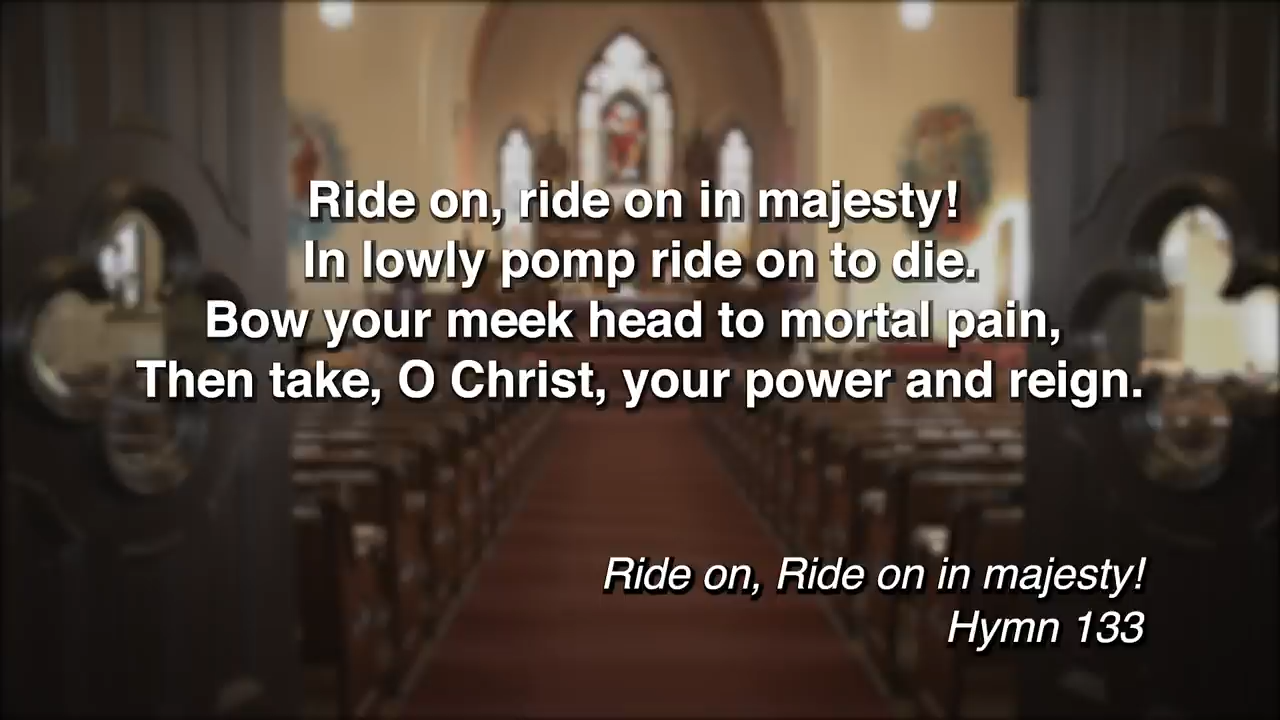 Ride on, ride on in majesty!
In lowly pomp ride on to die.
Bow your meek head to mortal pain,
Then take, O Christ, your power and reign.
Ride on, Ride on in majesty!
Hymn 133